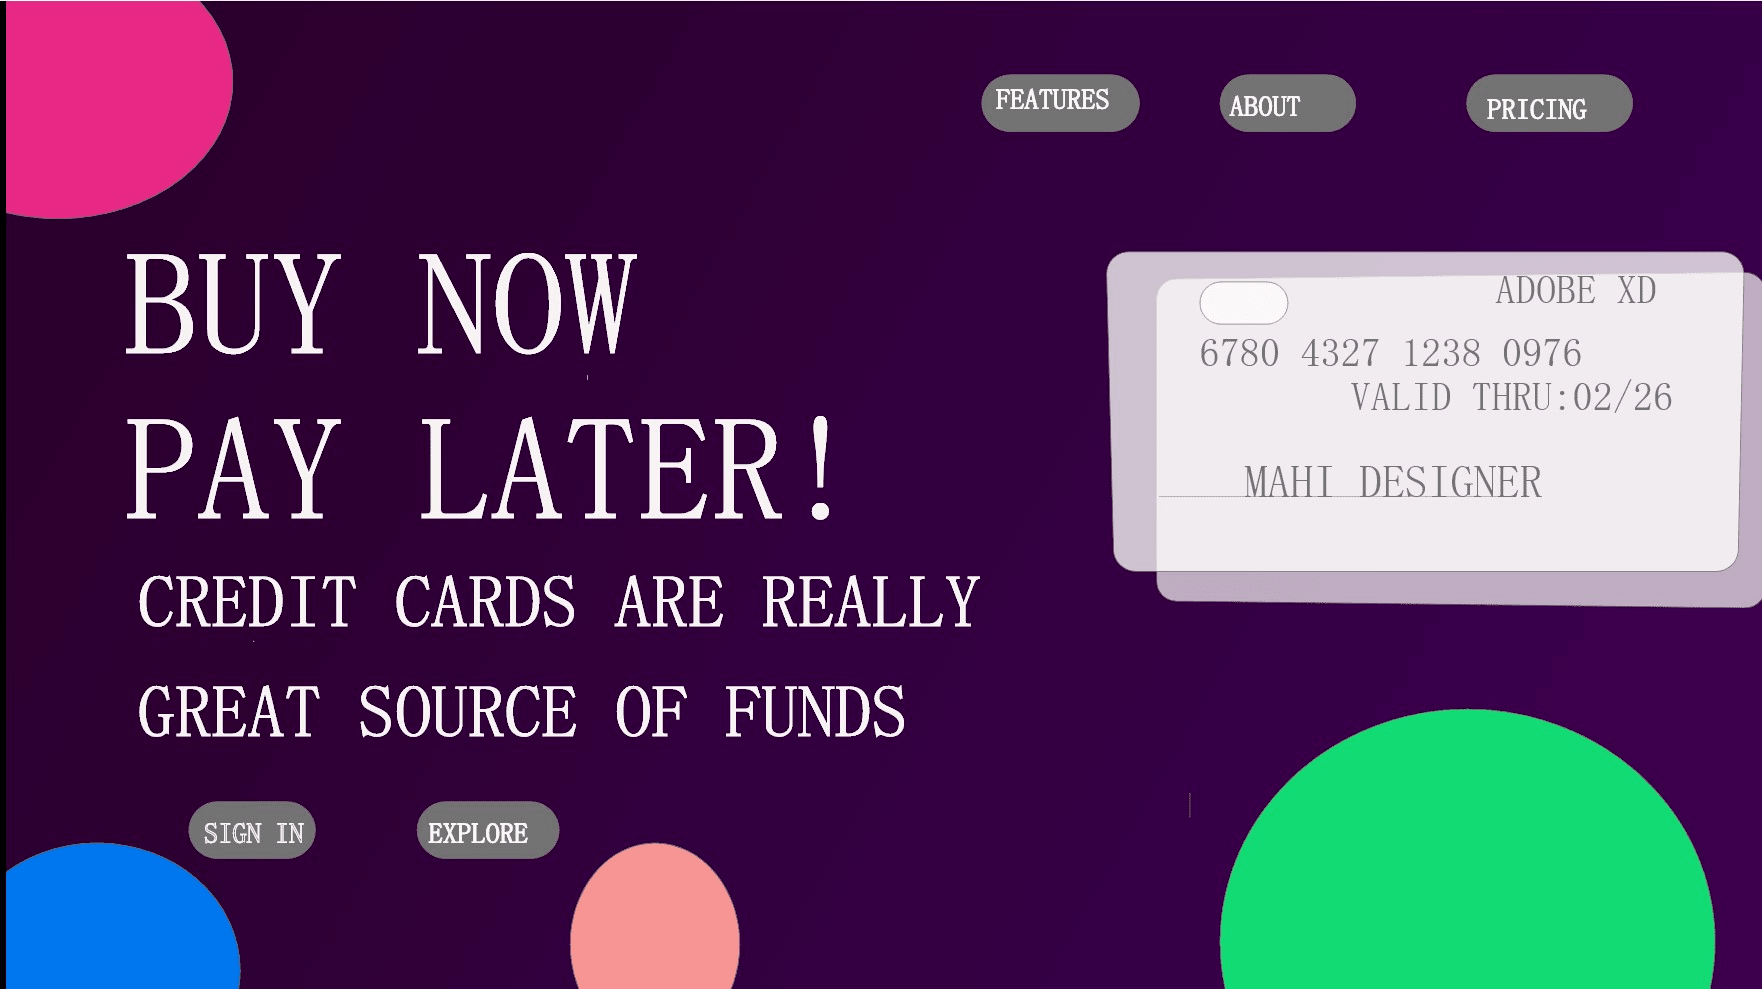 FEATURES
ABOUT
PRICING
BUY NOW
PAY LATER!
CREDIT CARDS ARE REALLY
GREAT SOURCE OF FUNDS
SIGN IN
EXPLORE
ADOBE XD
6780 4327 1238 0976
VALID THRU:02/26
MAHI DESIGNER